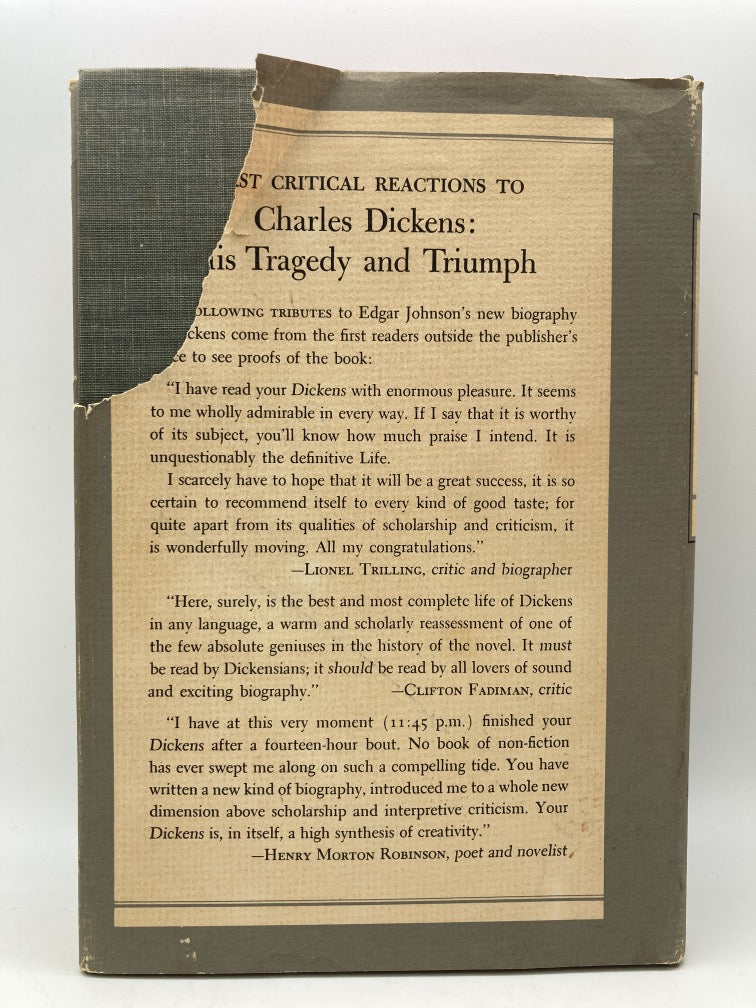 ST CRITICAL REACTIONS TO
Charles Dickens:
is Tragedy and Triumph
OLLOWING TRIBUTES to Edgar Johnson's new biography
ckens come from the first readers outside the publisher's
ce to see proofs of the book:
"I have read your Dickens with enormous pleasure. It seems
to me wholly admirable in every way. If I say that it is worthy
of its subject, you'll know how much praise I intend. It is
unquestionably the definitive Life.
I scarcely have to hope that it will be a great success, it is so
certain to recommend itself to every kind of good taste; for
quite apart from its qualities of scholarship and criticism, it
is wonderfully moving. All my congratulations."
—LIONEL TRILLING, critic and biographer
"Here, surely, is the best and most complete life of Dickens
in any language, a warm and scholarly reassessment of one of
the few absolute geniuses in the history of the novel. It must
be read by Dickensians; it should be read by all lovers of sound
and exciting biography." —CLIFTON FADIMAN, critic
"I have at this very moment (11:45 p.m.) finished your
Dickens after a fourteen-hour bout. No book of non-fiction
has ever swept me along on such a compelling tide. You have
written a new kind of biography, introduced me to a whole new
dimension above scholarship and interpretive criticism. Your
Dickens is, in itself, a high synthesis of creativity."
—HENRY MORTON ROBINSON, poet and novelist